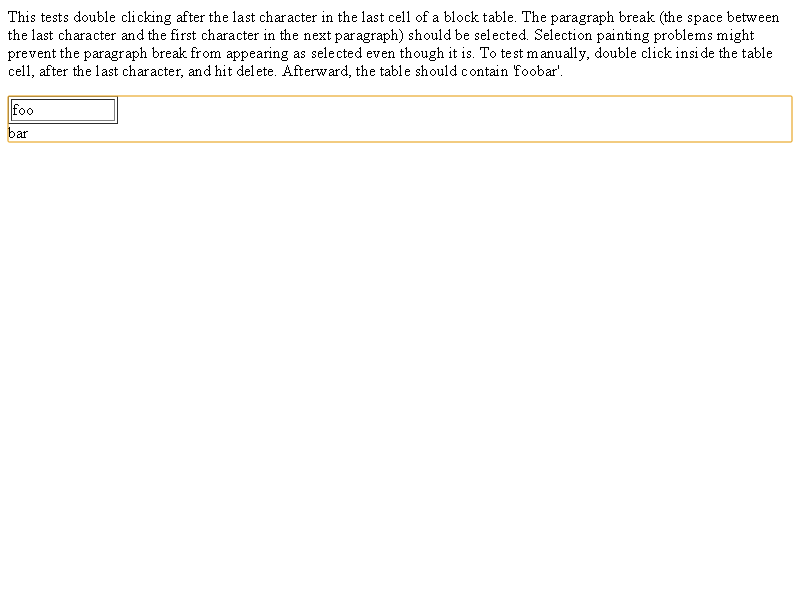 This tests double clicking after the last character in the last cell of a block table. The paragraph break (the space between
the last character and the first character in the next paragraph) should be selected. Selection painting problems might
prevent the paragraph break from appearing as selected even though it is. To test manually, double click inside the table
cell, after the last character, and hit delete. Afterward, the table should contain 'foobar'.
foo
bar